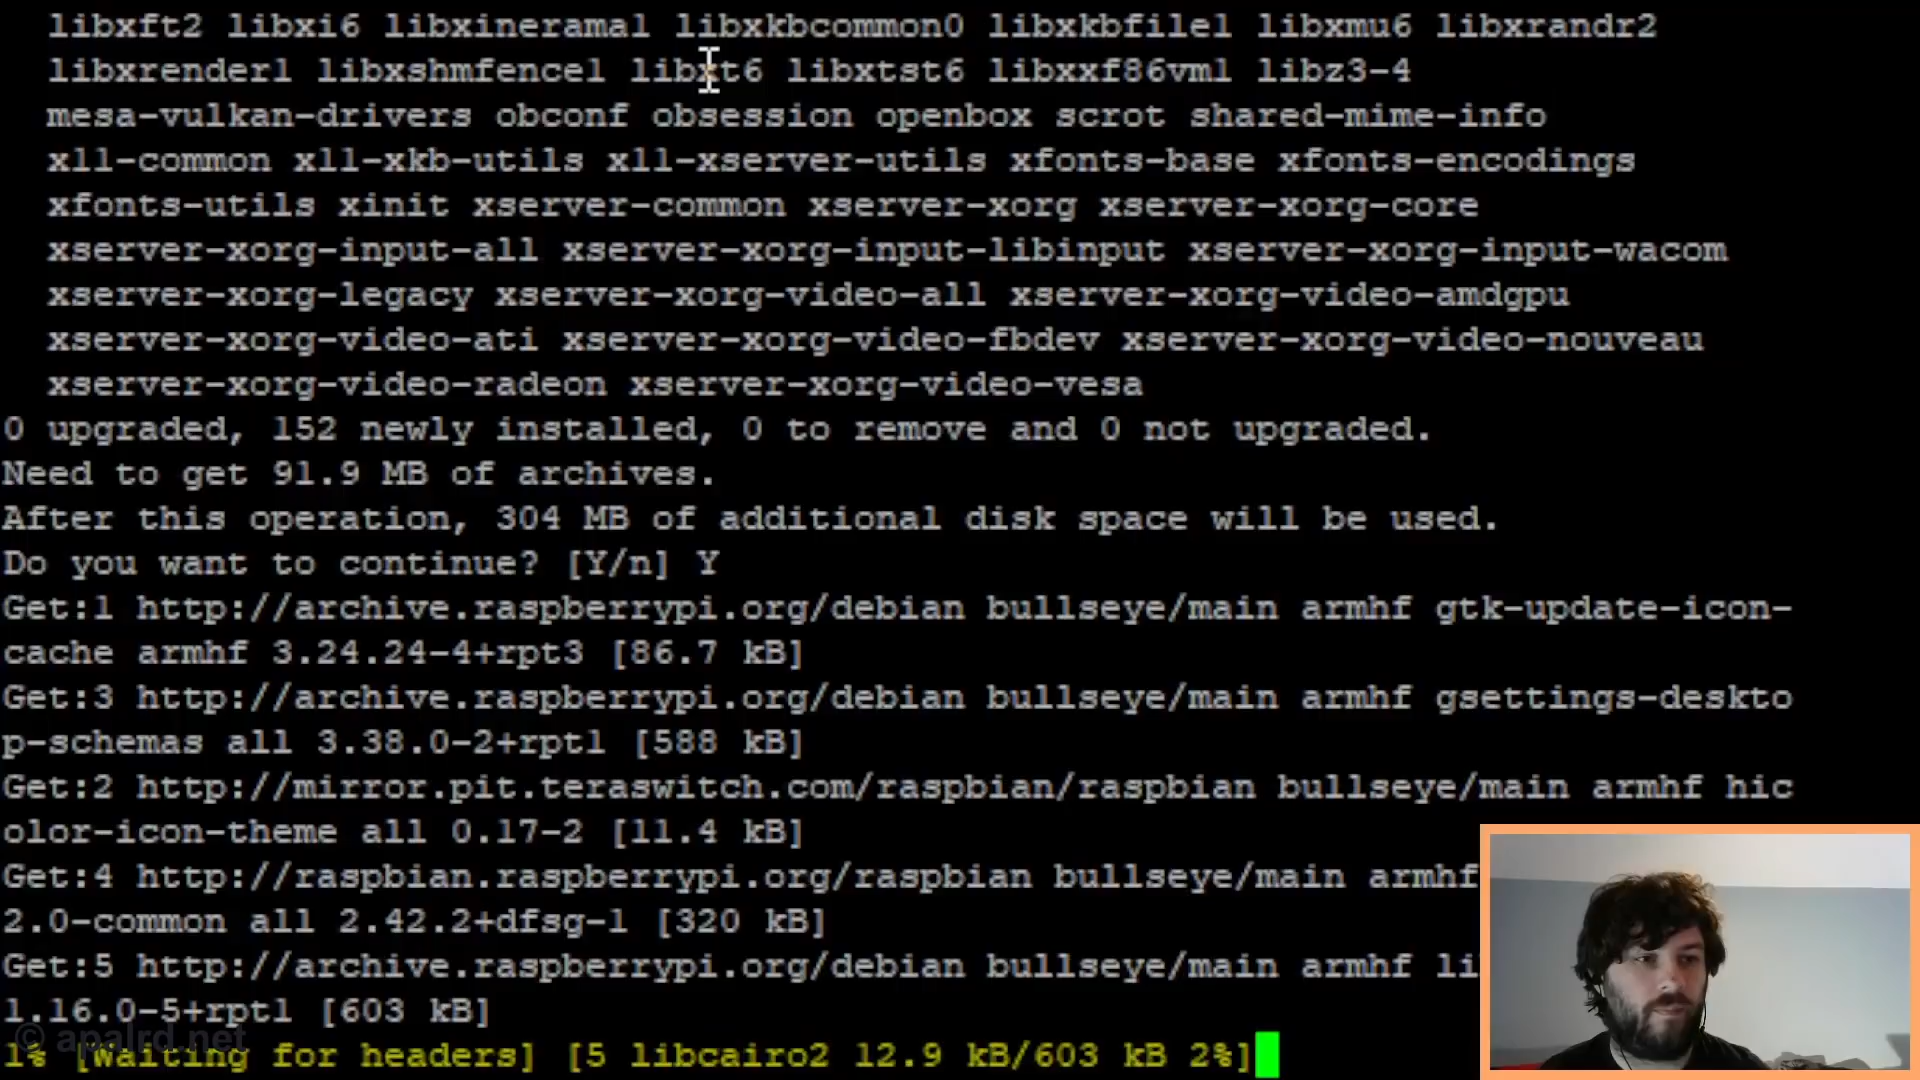 libxft2 libxi6 libxinerama1 libxkbcommon0 libxkbfile1 libxmu6 libxrandr2
libxrender1 libxshmfence1 libxt6 libxtst6 libxxf86vm1 libz3-4
mesa-vulkan-drivers obconf obsession openbox scrot shared-mime-info
x11-common x11-xkb-utils x11-xserver-utils xfonts-base xfonts-encodings
xfonts-utils xinit xserver-common xserver-xorg xserver-xorg-core
xserver-xorg-input-all xserver-xorg-input-libinput xserver-xorg-input-wacom
xserver-xorg-legacy xserver-xorg-video-all xserver-xorg-video-amdgpu
xserver-xorg-video-ati xserver-xorg-video-fbdev xserver-xorg-video-nouveau
xserver-xorg-video-radeon xserver-xorg-video-vesa
0 upgraded, 152 newly installed, 0 to remove and 0 not upgraded.
Need to get 91.9 MB of archives.
After this operation, 304 MB of additional disk space will be used.
Do you want to continue? [Y/n] Y
Get:1 http://archive.raspberrypi.org/debian bullseye/main armhf gtk-update-icon-
cache armhf 3.24.24-4+rpt3 [86.7 kB]
Get:3 http://archive.raspberrypi.org/debian bullseye/main armhf gsettings-deskto
p-schemas all 3.38.0-2+rpt1 [588 kB]
Get:2 http://mirror.pit.teraswitch.com/raspbian/raspbian bullseye/main armhf hic
olor-icon-theme all 0.17-2 [11.4 kB]
Get:4 http://raspbian.raspberrypi.org/raspbian bullseye/main armhf
2.0-common all 2.42.2+dfsg-1 [320 kB]
Get:5 http://archive.raspberrypi.org/debian bullseye/main armhf li
1.16.0-5+rpt1 [603 kB]
© apalrd.net
1% [Waiting for headers] [5 libcairo2 12.9 kB/603 kB 2%]